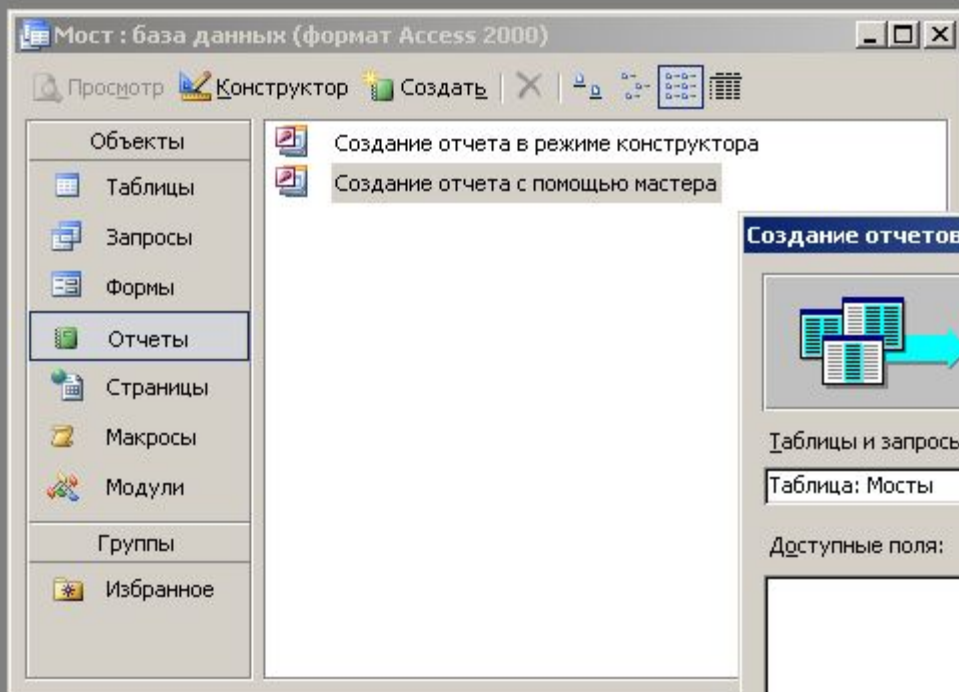 Мост : база данных (формат Access 2000)
Просмотр Конструктор Создать
Объекты
Таблицы
Запросы
Формы
Отчеты
Страницы
Макросы
Модули
Группы
Избранное
Создание отчета в режиме конструктора
Создание отчета с помощью мастера
Создание отчетов
Таблицы и запросы
Таблица: Мосты
Доступные поля: